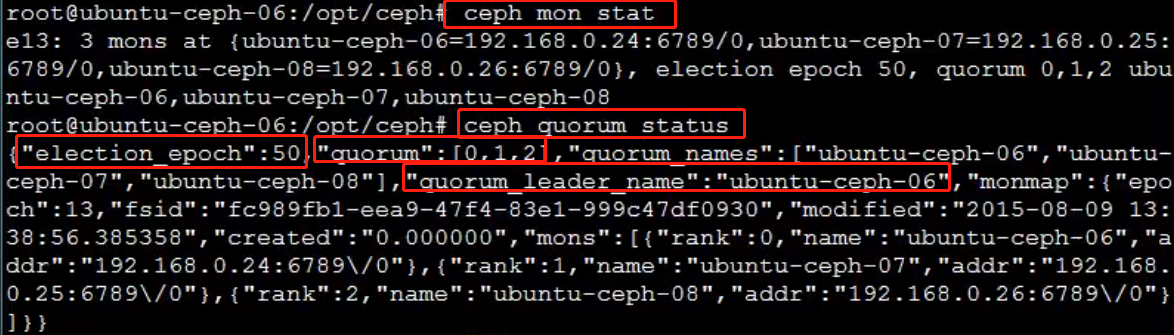 root@ubuntu-ceph-06:/opt/ceph# ceph mon stat
e13: 3 mons at {ubuntu-ceph-06=192.168.0.24:6789/0,ubuntu-ceph-07=192.168.0.25:
6789/0,ubuntu-ceph-08=192.168.0.26:6789/0}, election epoch 50, quorum 0,1,2 ubu
ntu-ceph-06,ubuntu-ceph-07,ubuntu-ceph-08
root@ubuntu-ceph-06:/opt/ceph# ceph quorum status
{"election_epoch":50,"quorum":[0,1,2],"quorum_names":["ubuntu-ceph-06","ubuntu-
ceph-07","ubuntu-ceph-08"],"quorum_leader_name":"ubuntu-ceph-06","monmap":{"epo
ch":13,"fsid":"fc989fb1-eea9-47f4-83e1-999c47df0930","modified":"2015-08-09 13:
38:56.385358","created":"0.000000","mons":[{"rank":0,"name":"ubuntu-ceph-06","a
ddr":"192.168.0.24:6789\/0"},{"rank":1,"name":"ubuntu-ceph-07","addr":"192.168.
0.25:6789\/0"},{"rank":2,"name":"ubuntu-ceph-08","addr":"192.168.0.26:6789\/0"}
]}}